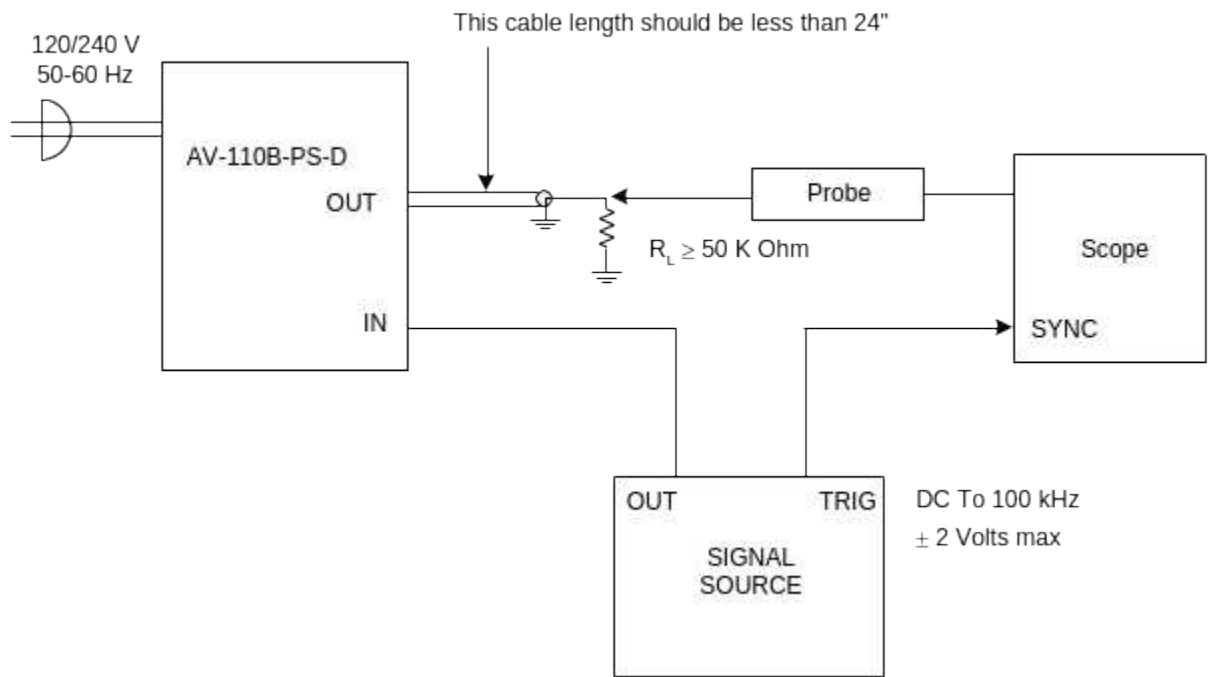 This cable length should be less than 24"
120/240 V
50-60 Hz
AV-110B-PS-D
OUT
Probe
R_L ≥ 50 K Ohm
Scope
IN
SYNC
OUT
TRIG
DC To 100 kHz
± 2 Volts max
SIGNAL
SOURCE